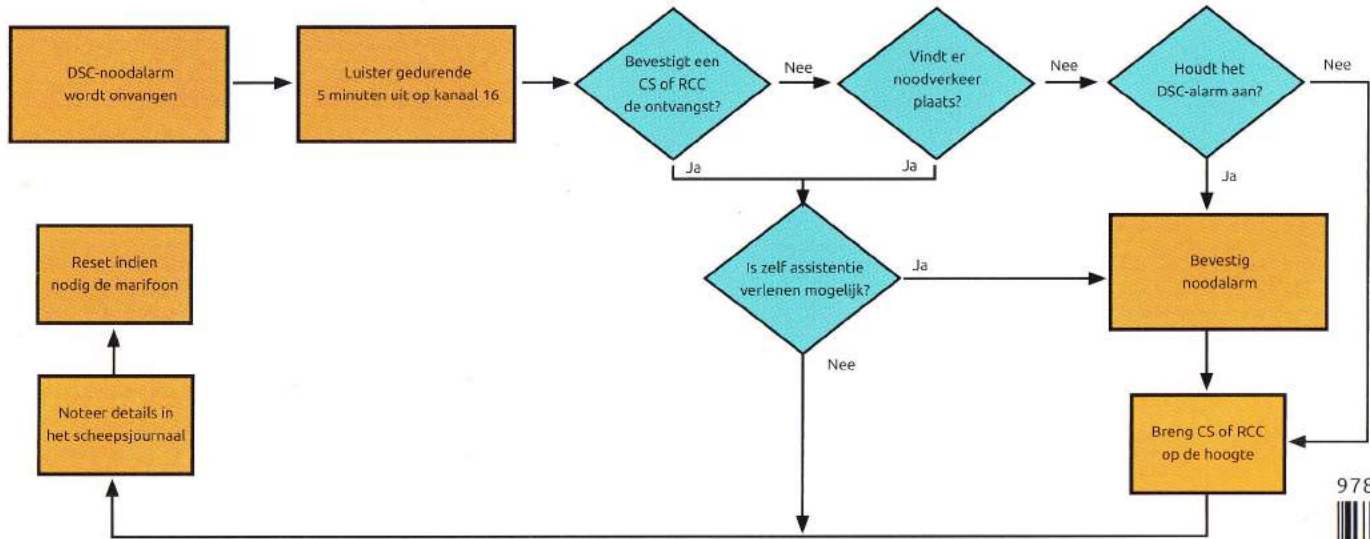 DSC-noodalarm
wordt onvangen
Luister gedurende
5 minuten uit op kanaal 16
Bevestigt een
CS of RCC
de ontvangst?
Nee
Vindt er
noodverkeer
plaats?
Nee
Houdt het
DSC-alarm aan?
Nee
Ja
Ja
Ja
Is zelf assistentie
verlenen mogelijk?
Ja
Nee
Bevestig
noodalarm
Breng CS of RCC
op de hoogte
Reset indien
nodig de marifoon
Noteer details in
het scheepsjournaal
978